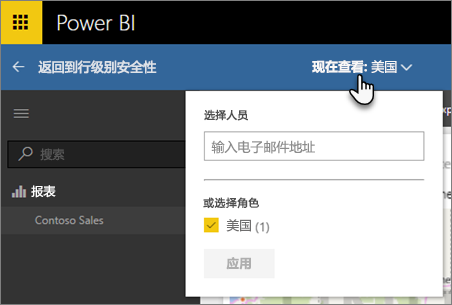 Power BI
返回到行级别安全性
现在查看: 美国
选择人员
搜索
输入电子邮件地址
报表
或选择角色
Contoso Sales
美国 (1)
应用